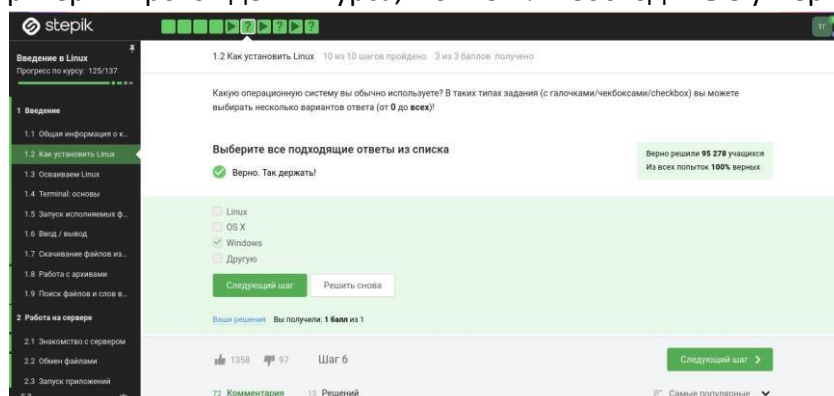 stepik
ТГ
Введение в Linux
Прогресс по курсу: 125/137
1.2 Как установить Linux 10 из 10 шагов пройдено 3 из 3 баллов получено
Какую операционную систему вы обычно используете? В таких типах задания (с галочками/чекбоксами/checkbox) вы можете
выбирать несколько вариантов ответа (от 0 до всех)!
1 Введение
1.1 Общая информация о к...
1.2 Как установить Linux
1.3 Осваиваем Linux
1.4 Terminal: основы
1.5 Запуск исполняемых ф...
1.6 Ввод / вывод
1.7 Скачивание файлов из...
1.8 Работа с архивами
1.9 Поиск файлов и слов в...
2 Работа на сервере
2.1 Знакомство с сервером
2.2 Обмен файлами
2.3 Запуск приложений
Выберите все подходящие ответы из списка
Верно. Так держать!
Верно решили 95 278 учащихся
Из всех попыток 100% верных
Linux
OS X
Windows
Другую
Следующий шаг
Решить снова
Ваши решения Вы получили: 1 балл из 1
1358 97 Шаг 6
Следующий шаг
72 Комментария 13 Решений
Самые популярные